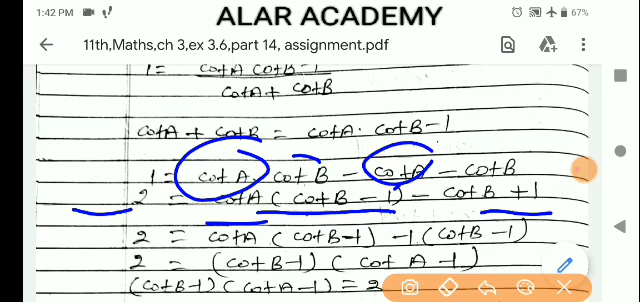 1:42 PM
ALAR ACADEMY
67%
11th,Maths,ch 3,ex 3.6,part 14, assignment.pdf
1 = cotA cotB-1
cotA + cotB
cotA + cotB = cotA · cotB-1
1 = cotA · cotB - cotA - cotB
2 = cotA ( cotB - 1) - cotB + 1
2 = cotA ( cotB-1) -1 (cotB -1)
2 = (cotB-1) ( cot A -1)
(cotB-1) ( cotA-1) = 2